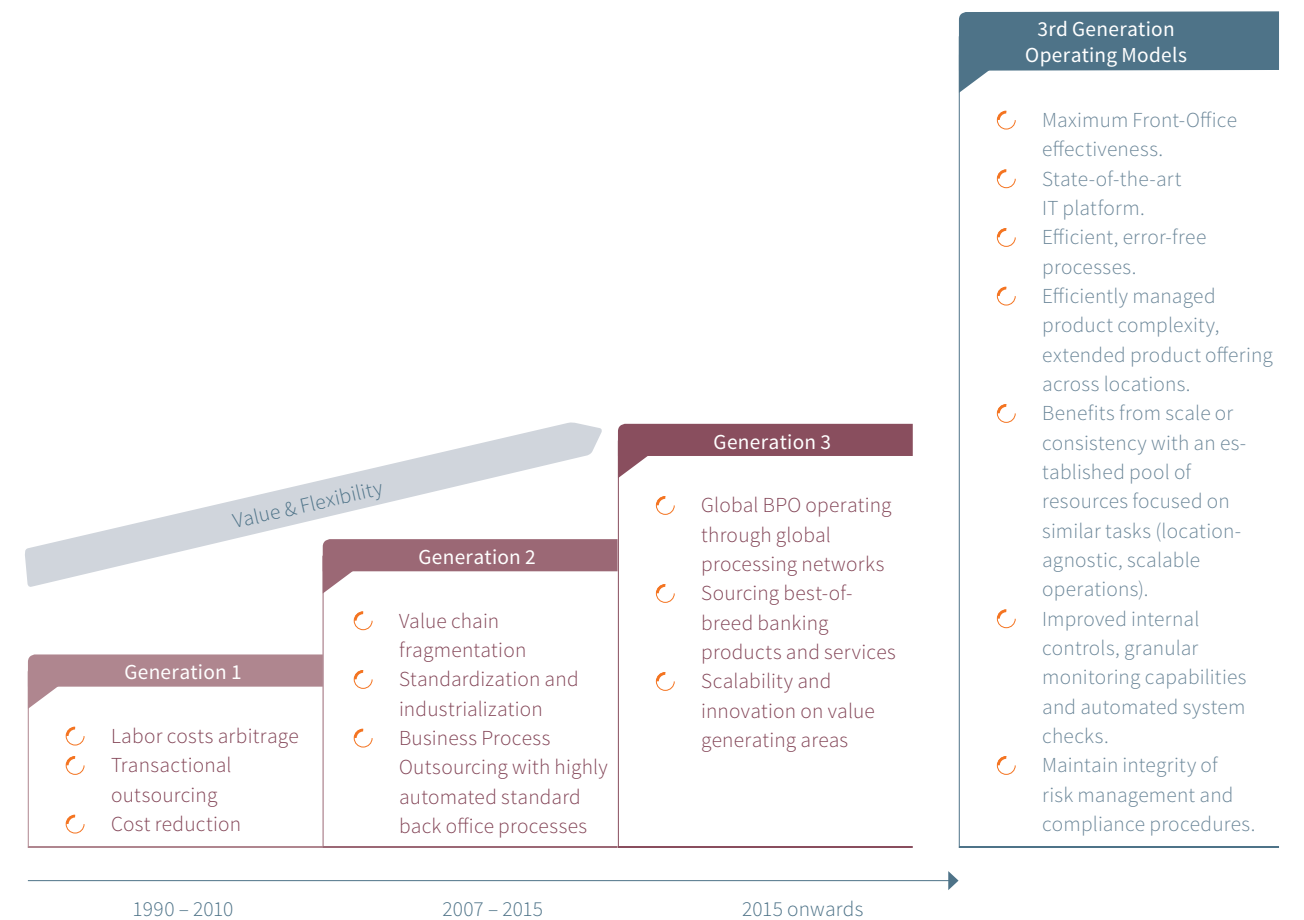 3rd Generation
Operating Models
Maximum Front-Office
effectiveness.
State-of-the-art
IT platform.
Efficient, error-free
processes.
Efficiently managed
product complexity,
extended product offering
across locations.
Benefits from scale or
consistency with an es-
tablished pool of
resources focused on
similar tasks (location-
agnostic, scalable
operations).
Improved internal
controls, granular
monitoring capabilities
and automated system
checks.
Maintain integrity of
risk management and
compliance procedures.
Value & Flexibility
Generation 1
Labor costs arbitrage
Transactional
outsourcing
Cost reduction
Generation 2
Value chain
fragmentation
Standardization and
industrialization
Business Process
Outsourcing with highly
automated standard
back office processes
Generation 3
Global BPO operating
through global
processing networks
Sourcing best-of-
breed banking
products and services
Scalability and
innovation on value
generating areas
1990 – 2010
2007 – 2015
2015 onwards